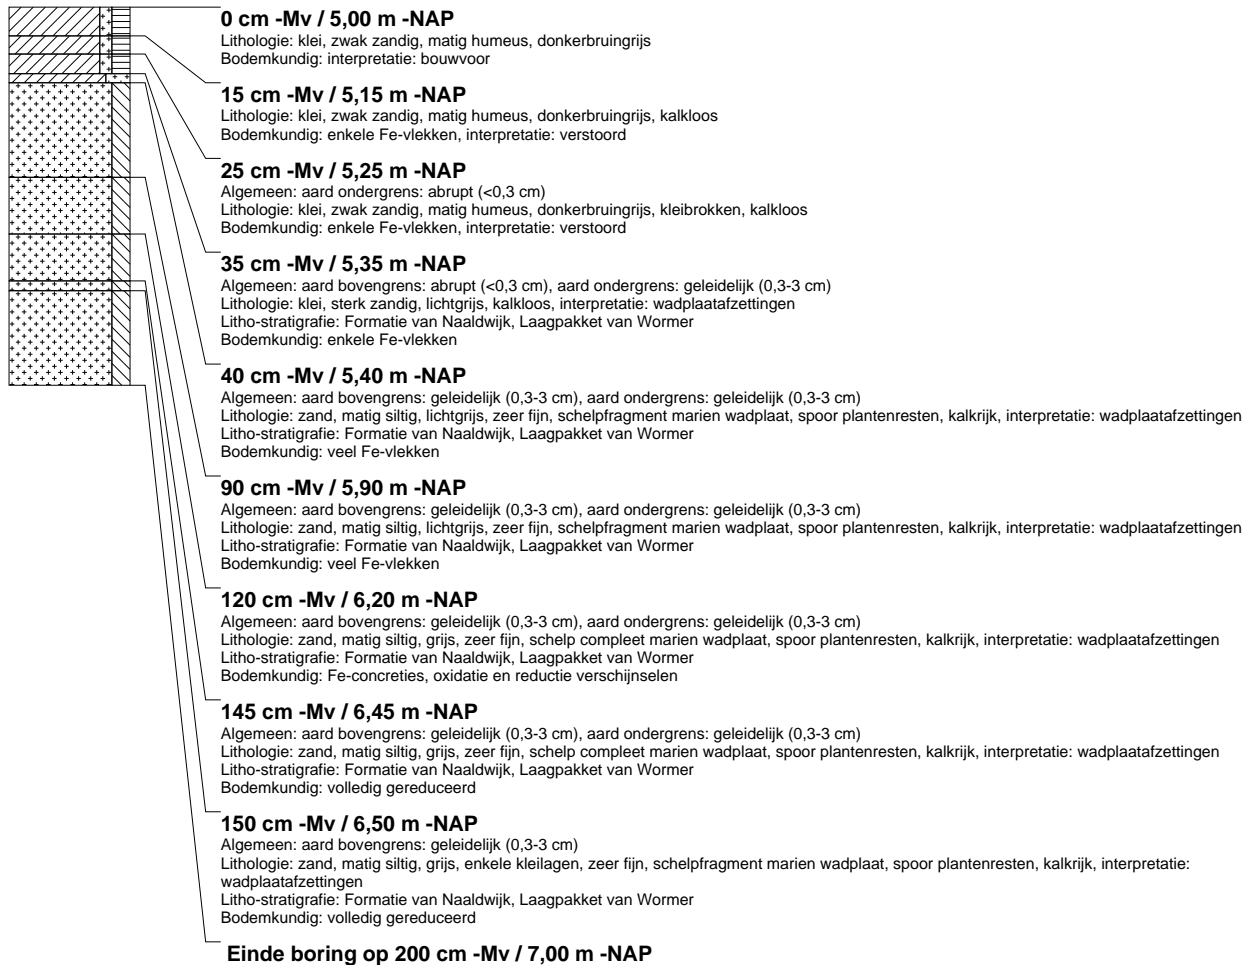 0 cm -Mv / 5,00 m -NAP
Lithologie: klei, zwak zandig, matig humeus, donkerbruingrijs
Bodemkundig: interpretatie: bouwvoor
15 cm -Mv / 5,15 m -NAP
Lithologie: klei, zwak zandig, matig humeus, donkerbruingrijs, kalkloos
Bodemkundig: enkele Fe-vlekken, interpretatie: verstoord
25 cm -Mv / 5,25 m -NAP
Algemeen: aard ondergrens: abrupt (<0,3 cm)
Lithologie: klei, zwak zandig, matig humeus, donkerbruingrijs, kleibrokken, kalkloos
Bodemkundig: enkele Fe-vlekken, interpretatie: verstoord
35 cm -Mv / 5,35 m -NAP
Algemeen: aard bovengrens: abrupt (<0,3 cm), aard ondergrens: geleidelijk (0,3-3 cm)
Lithologie: klei, sterk zandig, lichtgrijs, kalkloos, interpretatie: wadplaatafzettingen
Litho-stratigrafie: Formatie van Naaldwijk, Laagpakket van Wormer
Bodemkundig: enkele Fe-vlekken
40 cm -Mv / 5,40 m -NAP
Algemeen: aard bovengrens: geleidelijk (0,3-3 cm), aard ondergrens: geleidelijk (0,3-3 cm)
Lithologie: zand, matig siltig, lichtgrijs, zeer fijn, schelpfragment marien wadplaat, spoor plantenresten, kalkrijk, interpretatie: wadplaatafzettingen
Litho-stratigrafie: Formatie van Naaldwijk, Laagpakket van Wormer
Bodemkundig: veel Fe-vlekken
90 cm -Mv / 5,90 m -NAP
Algemeen: aard bovengrens: geleidelijk (0,3-3 cm), aard ondergrens: geleidelijk (0,3-3 cm)
Lithologie: zand, matig siltig, lichtgrijs, zeer fijn, schelpfragment marien wadplaat, spoor plantenresten, kalkrijk, interpretatie: wadplaatafzettingen
Litho-stratigrafie: Formatie van Naaldwijk, Laagpakket van Wormer
Bodemkundig: veel Fe-vlekken
120 cm -Mv / 6,20 m -NAP
Algemeen: aard bovengrens: geleidelijk (0,3-3 cm), aard ondergrens: geleidelijk (0,3-3 cm)
Lithologie: zand, matig siltig, grijs, zeer fijn, schelp compleet marien wadplaat, spoor plantenresten, kalkrijk, interpretatie: wadplaatafzettingen
Litho-stratigrafie: Formatie van Naaldwijk, Laagpakket van Wormer
Bodemkundig: Fe-concreties, oxidatie en reductie verschijnselen
145 cm -Mv / 6,45 m -NAP
Algemeen: aard bovengrens: geleidelijk (0,3-3 cm), aard ondergrens: geleidelijk (0,3-3 cm)
Lithologie: zand, matig siltig, grijs, zeer fijn, schelp compleet marien wadplaat, spoor plantenresten, kalkrijk, interpretatie: wadplaatafzettingen
Litho-stratigrafie: Formatie van Naaldwijk, Laagpakket van Wormer
Bodemkundig: volledig gereduceerd
150 cm -Mv / 6,50 m -NAP
Algemeen: aard bovengrens: geleidelijk (0,3-3 cm)
Lithologie: zand, matig siltig, grijs, enkele kleilagen, zeer fijn, schelpfragment marien wadplaat, spoor plantenresten, kalkrijk, interpretatie:
wadplaatafzettingen
Litho-stratigrafie: Formatie van Naaldwijk, Laagpakket van Wormer
Bodemkundig: volledig gereduceerd
Einde boring op 200 cm -Mv / 7,00 m -NAP